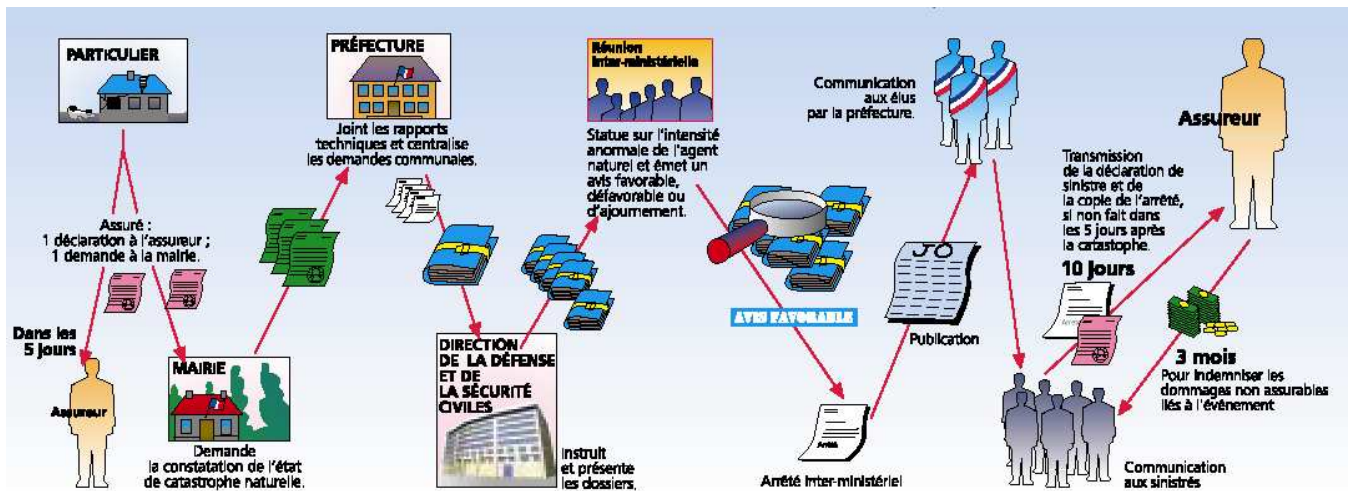 PARTICULIER
Assuré :
1 déclaration à l'assureur ;
1 demande à la mairie.
Dans les
5 jours
Assureur
MAIRIE
Demande
la constatation de l'état
de catastrophe naturelle.
PRÉFECTURE
Joint les rapports
techniques et centralise
les demandes communales.
DIRECTION
DE LA DÉFENSE
ET DE
LA SÉCURITÉ
CIVILES
Instruit
et présente
les dossiers.
Réunion
Inter-ministérielle
Statue sur l'intensité
anormale de l'agent
naturel et émet un
avis favorable,
défavorable ou
d'ajournement.
AVIS FAVORABLE
Arrêté
Arrêté Inter-ministériel
JO
Publication
Communication
aux élus
par la préfecture.
Assureur
Transmission
de la déclaration de
sinistre et de
la copie de l'arrêté,
si non fait dans
les 5 jours après
la catastrophe.
10 jours
3 mois
Pour indemniser les
dommages non assurables
liés à l'événement
Communication
aux sinistrés